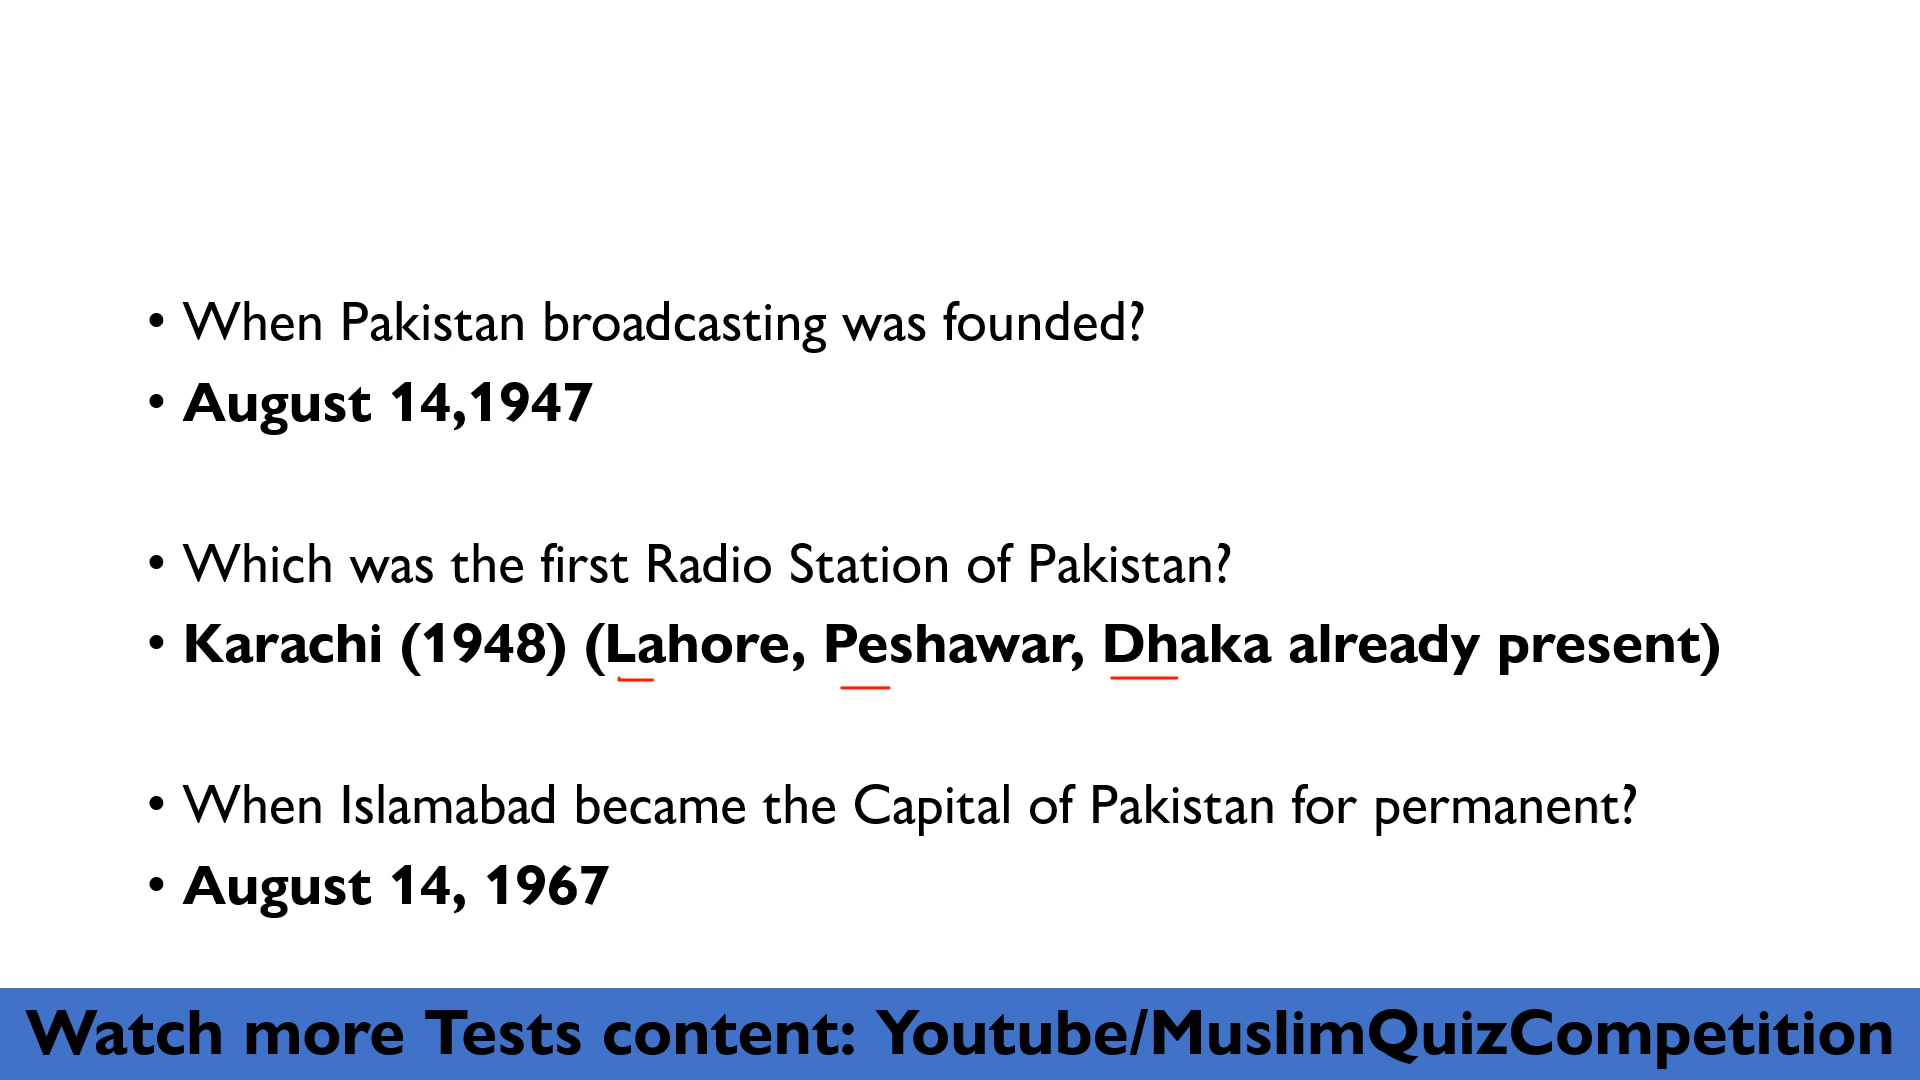 • When Pakistan broadcasting was founded?
• August 14,1947
• Which was the first Radio Station of Pakistan?
• Karachi (1948) (Lahore, Peshawar, Dhaka already present)
• When Islamabad became the Capital of Pakistan for permanent?
• August 14, 1967
Watch more Tests content: Youtube/MuslimQuizCompetition